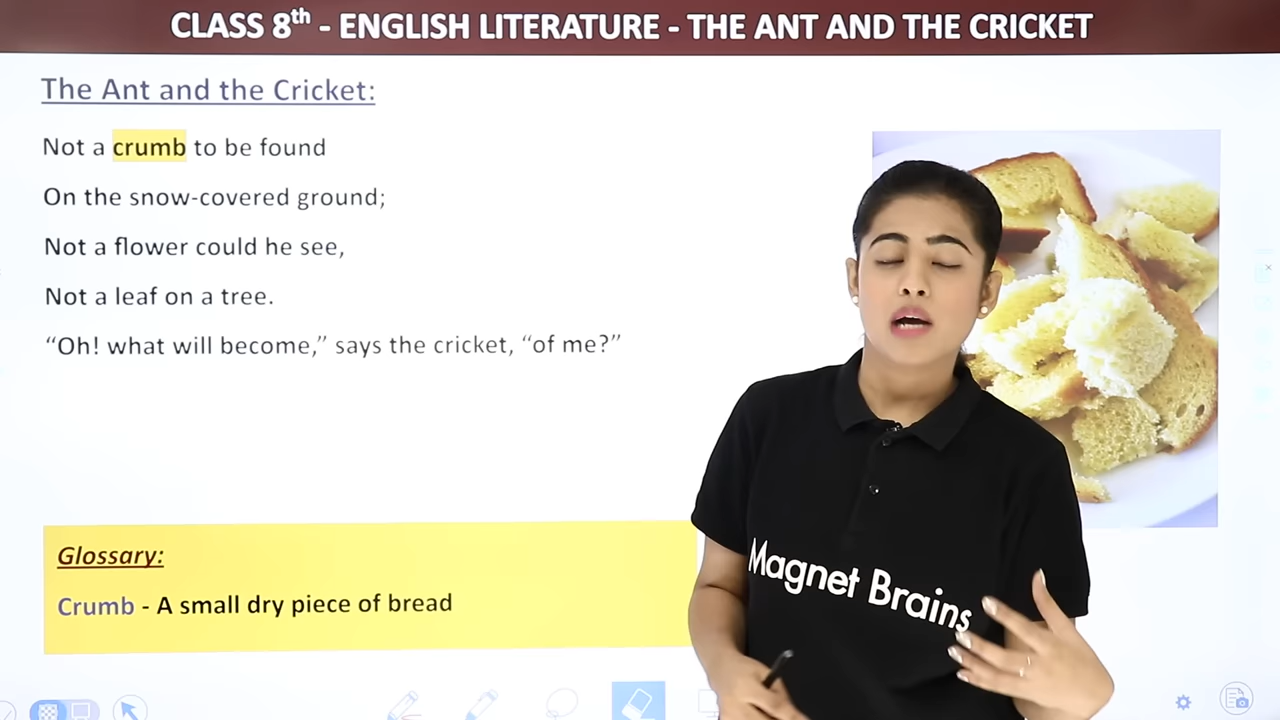 CLASS 8th - ENGLISH LITERATURE - THE ANT AND THE CRICKET
The Ant and the Cricket:
Not a crumb to be found
On the snow-covered ground;
Not a flower could he see,
Not a leaf on a tree.
“Oh! what will become,” says the cricket, “of me?”
Glossary:
Crumb - A small dry piece of bread
Magnet Brains